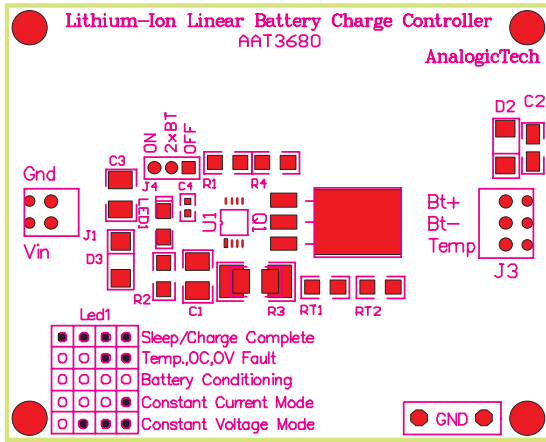 Lithium-Ion Linear Battery Charge Controller
AAT3680
AnalogicTech
D2
C2
ON
2xBT
OFF
C3
J4
C4
R1
R4
Gnd
Vin
LED1
U1
Q1
Bt+
Bt-
Temp
J3
J1
D3
R2
C1
R3
RT1
RT2
Led1
Sleep/Charge Complete
Temp.,OC,OV Fault
Battery Conditioning
Constant Current Mode
Constant Voltage Mode
GND